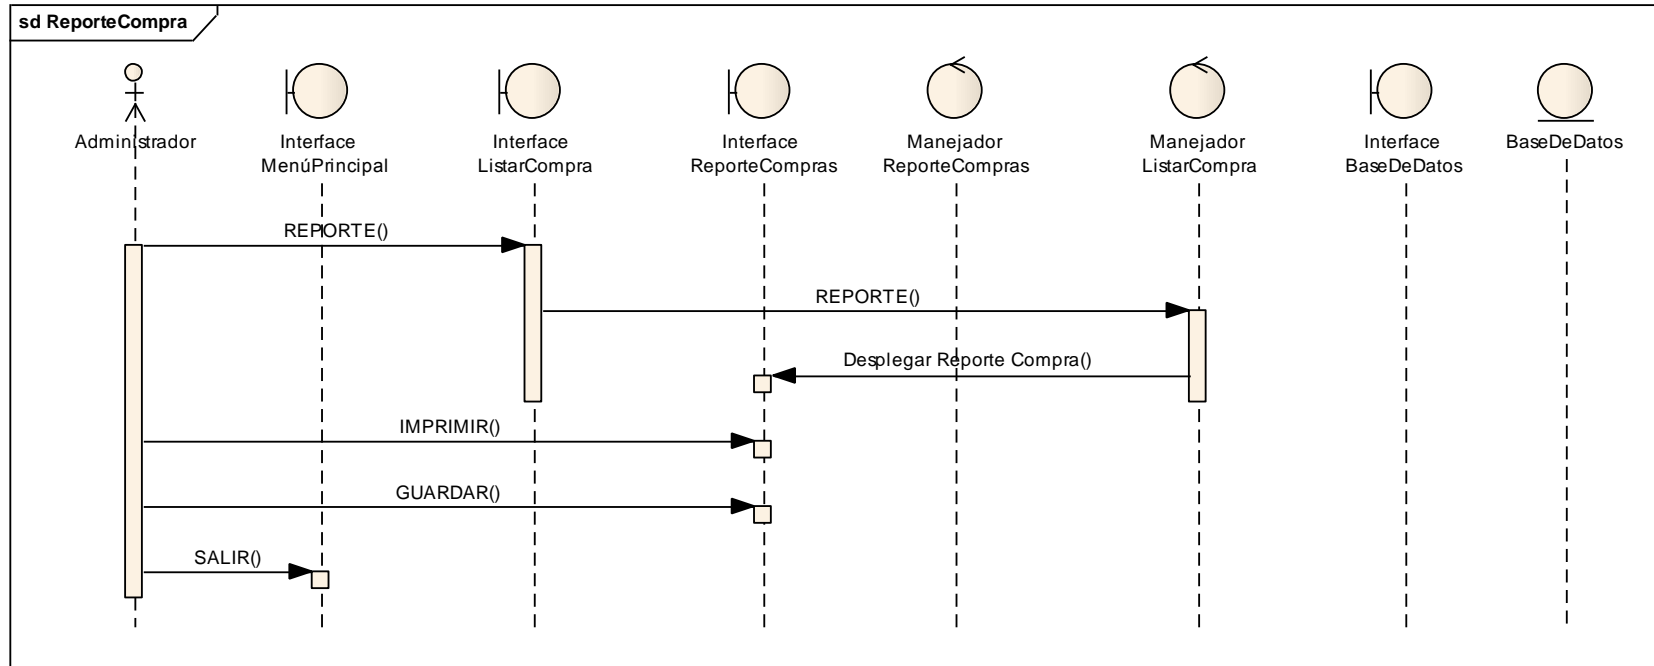 sd ReporteCompra
Administrador
Interface
MenúPrincipal
Interface
ListarCompra
Interface
ReporteCompras
Manejador
ReporteCompras
Manejador
ListarCompra
Interface
BaseDeDatos
BaseDeDatos
REPORTE()
REPORTE()
Desplegar Reporte Compra()
IMPRIMIR()
GUARDAR()
SALIR()